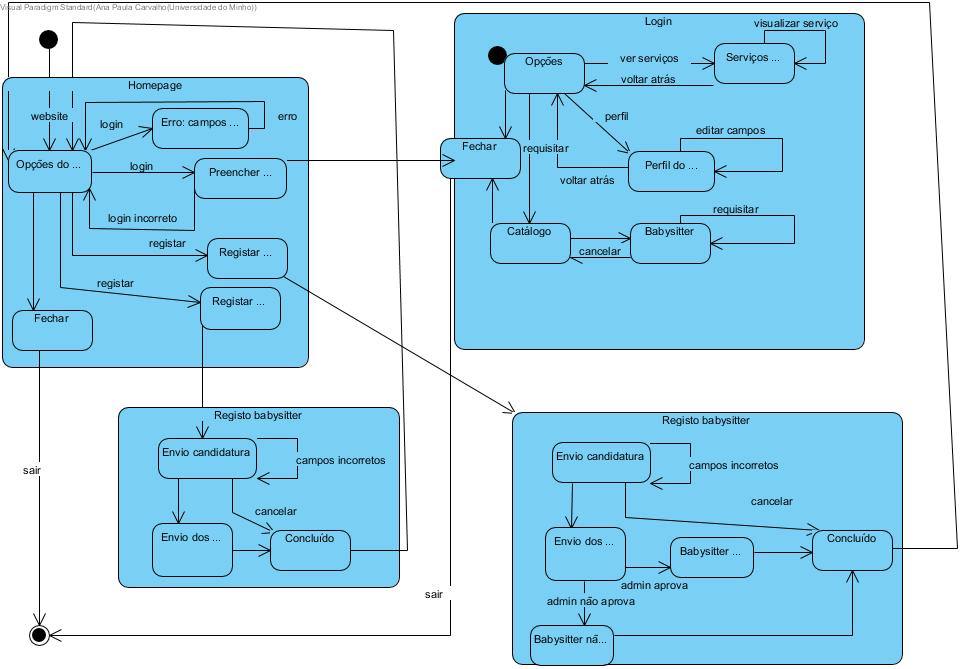 Visual Paradigm Standard(Ana Paula Carvalho(Universidade do Minho))
Homepage
website
login
Erro: campos ...
erro
Opções do ...
login
Preencher ...
login incorreto
registar
Registar ...
registar
Registar ...
Fechar
sair
Login
visualizar serviço
Opções
ver serviços
Serviços ...
voltar atrás
perfil
editar campos
Fechar
requisitar
Perfil do ...
voltar atrás
requisitar
Catálogo
Babysitter
cancelar
Registo babysitter
Envio candidatura
campos incorretos
cancelar
Envio dos ...
Concluído
sair
Registo babysitter
Envio candidatura
campos incorretos
cancelar
Envio dos ...
Babysitter ...
Concluído
admin aprova
admin não aprova
Babysitter nã...